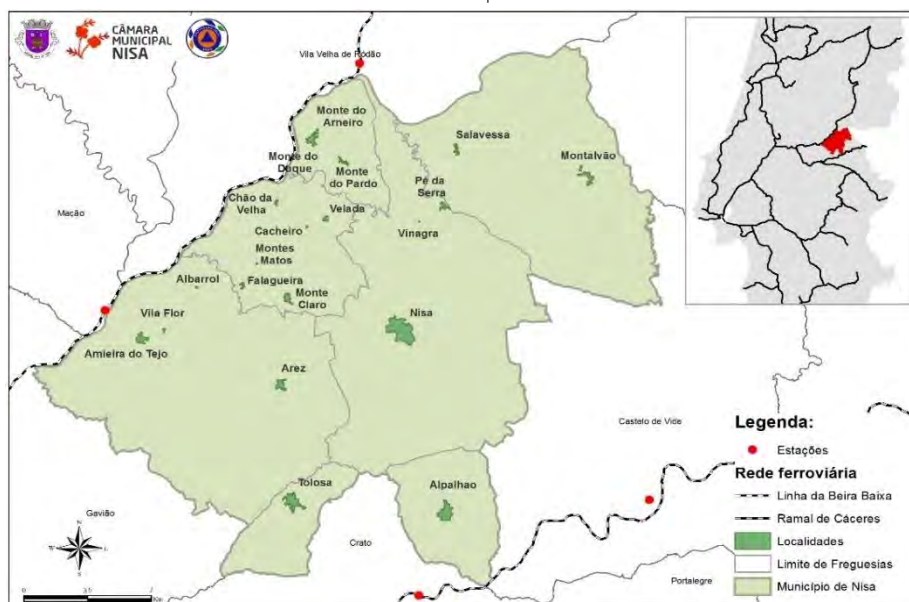 CÂMARA
MUNICIPAL
NISA
Vila Velha de Ródão
Monte do
Arneiro
Salavessa
Monte do
Duque
Monte
do Pardo
Montalvão
Pé da
Serra
Mação
Chão da
Velha
Velada
Cacheiro
Vinagra
Montes
Matos
Albarrol
Falagueira
Monte
Claro
Nisa
Vila Flor
Amieira do Tejo
Arez
Castelo de Vide
Tolosa
Alpalhao
Gavião
Crato
Portalegre
N
W
S
0
Km
Legenda:
Estações
Rede ferroviária
Linha da Beira Baixa
Ramal de Cáceres
Localidades
Limite de Freguesias
Município de Nisa